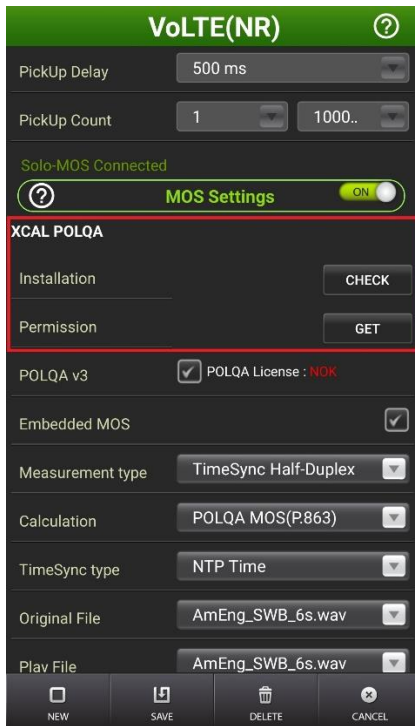 VoLTE(NR) ?
PickUp Delay 500 ms
PickUp Count 1 1000..
Solo-MOS Connected
? MOS Settings ON
XCAL POLQA
Installation CHECK
Permission GET
POLQA v3 POLQA License : NOK
Embedded MOS
Measurement type TimeSync Half-Duplex
Calculation POLQA MOS(P.863)
TimeSync type NTP Time
Original File AmEng_SWB_6s.wav
Play File AmEng_SWB_6s.wav
NEW SAVE DELETE CANCEL